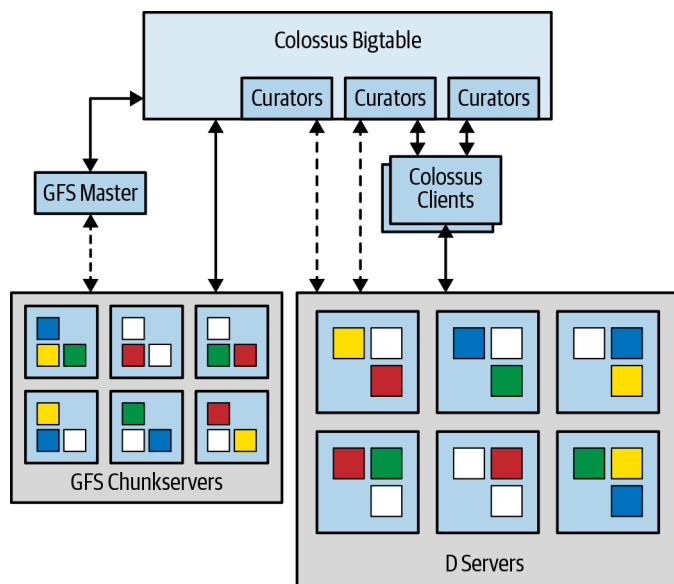 Colossus Bigtable
Curators
Curators
Curators
GFS Master
Colossus
Clients
GFS Chunkservers
D Servers